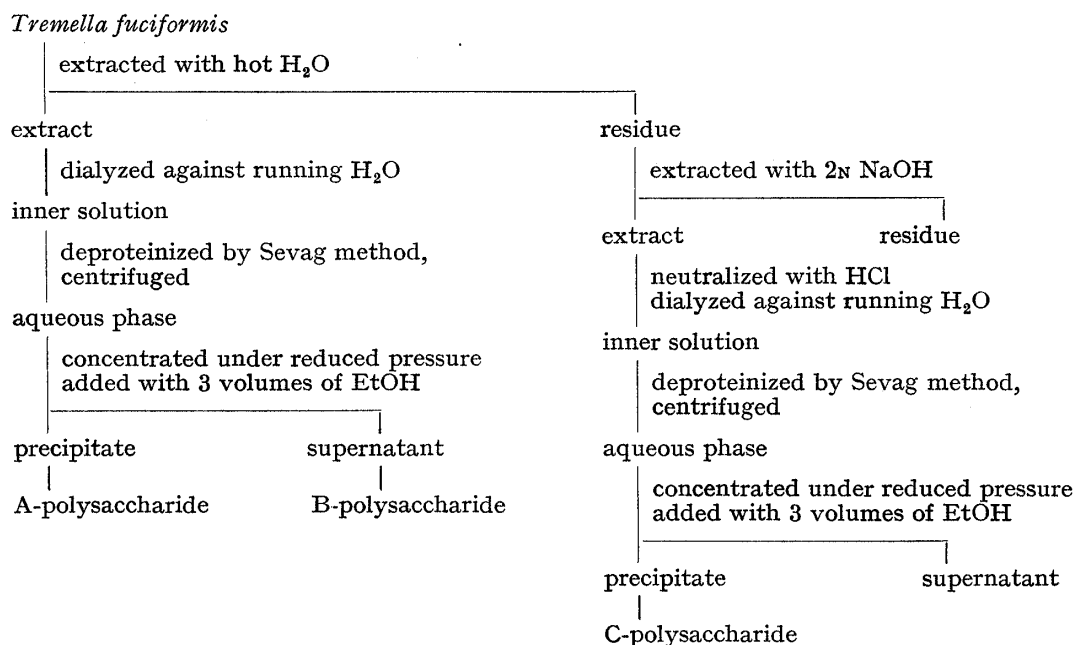 Tremella fuciformis
extracted with hot H₂O
extract
dialyzed against running H₂O
inner solution
deproteinized by Sevag method,
centrifuged
aqueous phase
concentrated under reduced pressure
added with 3 volumes of EtOH
precipitate
supernatant
A-polysaccharide
B-polysaccharide
residue
extracted with 2N NaOH
extract
residue
neutralized with HCl
dialyzed against running H₂O
inner solution
deproteinized by Sevag method,
centrifuged
aqueous phase
concentrated under reduced pressure
added with 3 volumes of EtOH
precipitate
supernatant
C-polysaccharide